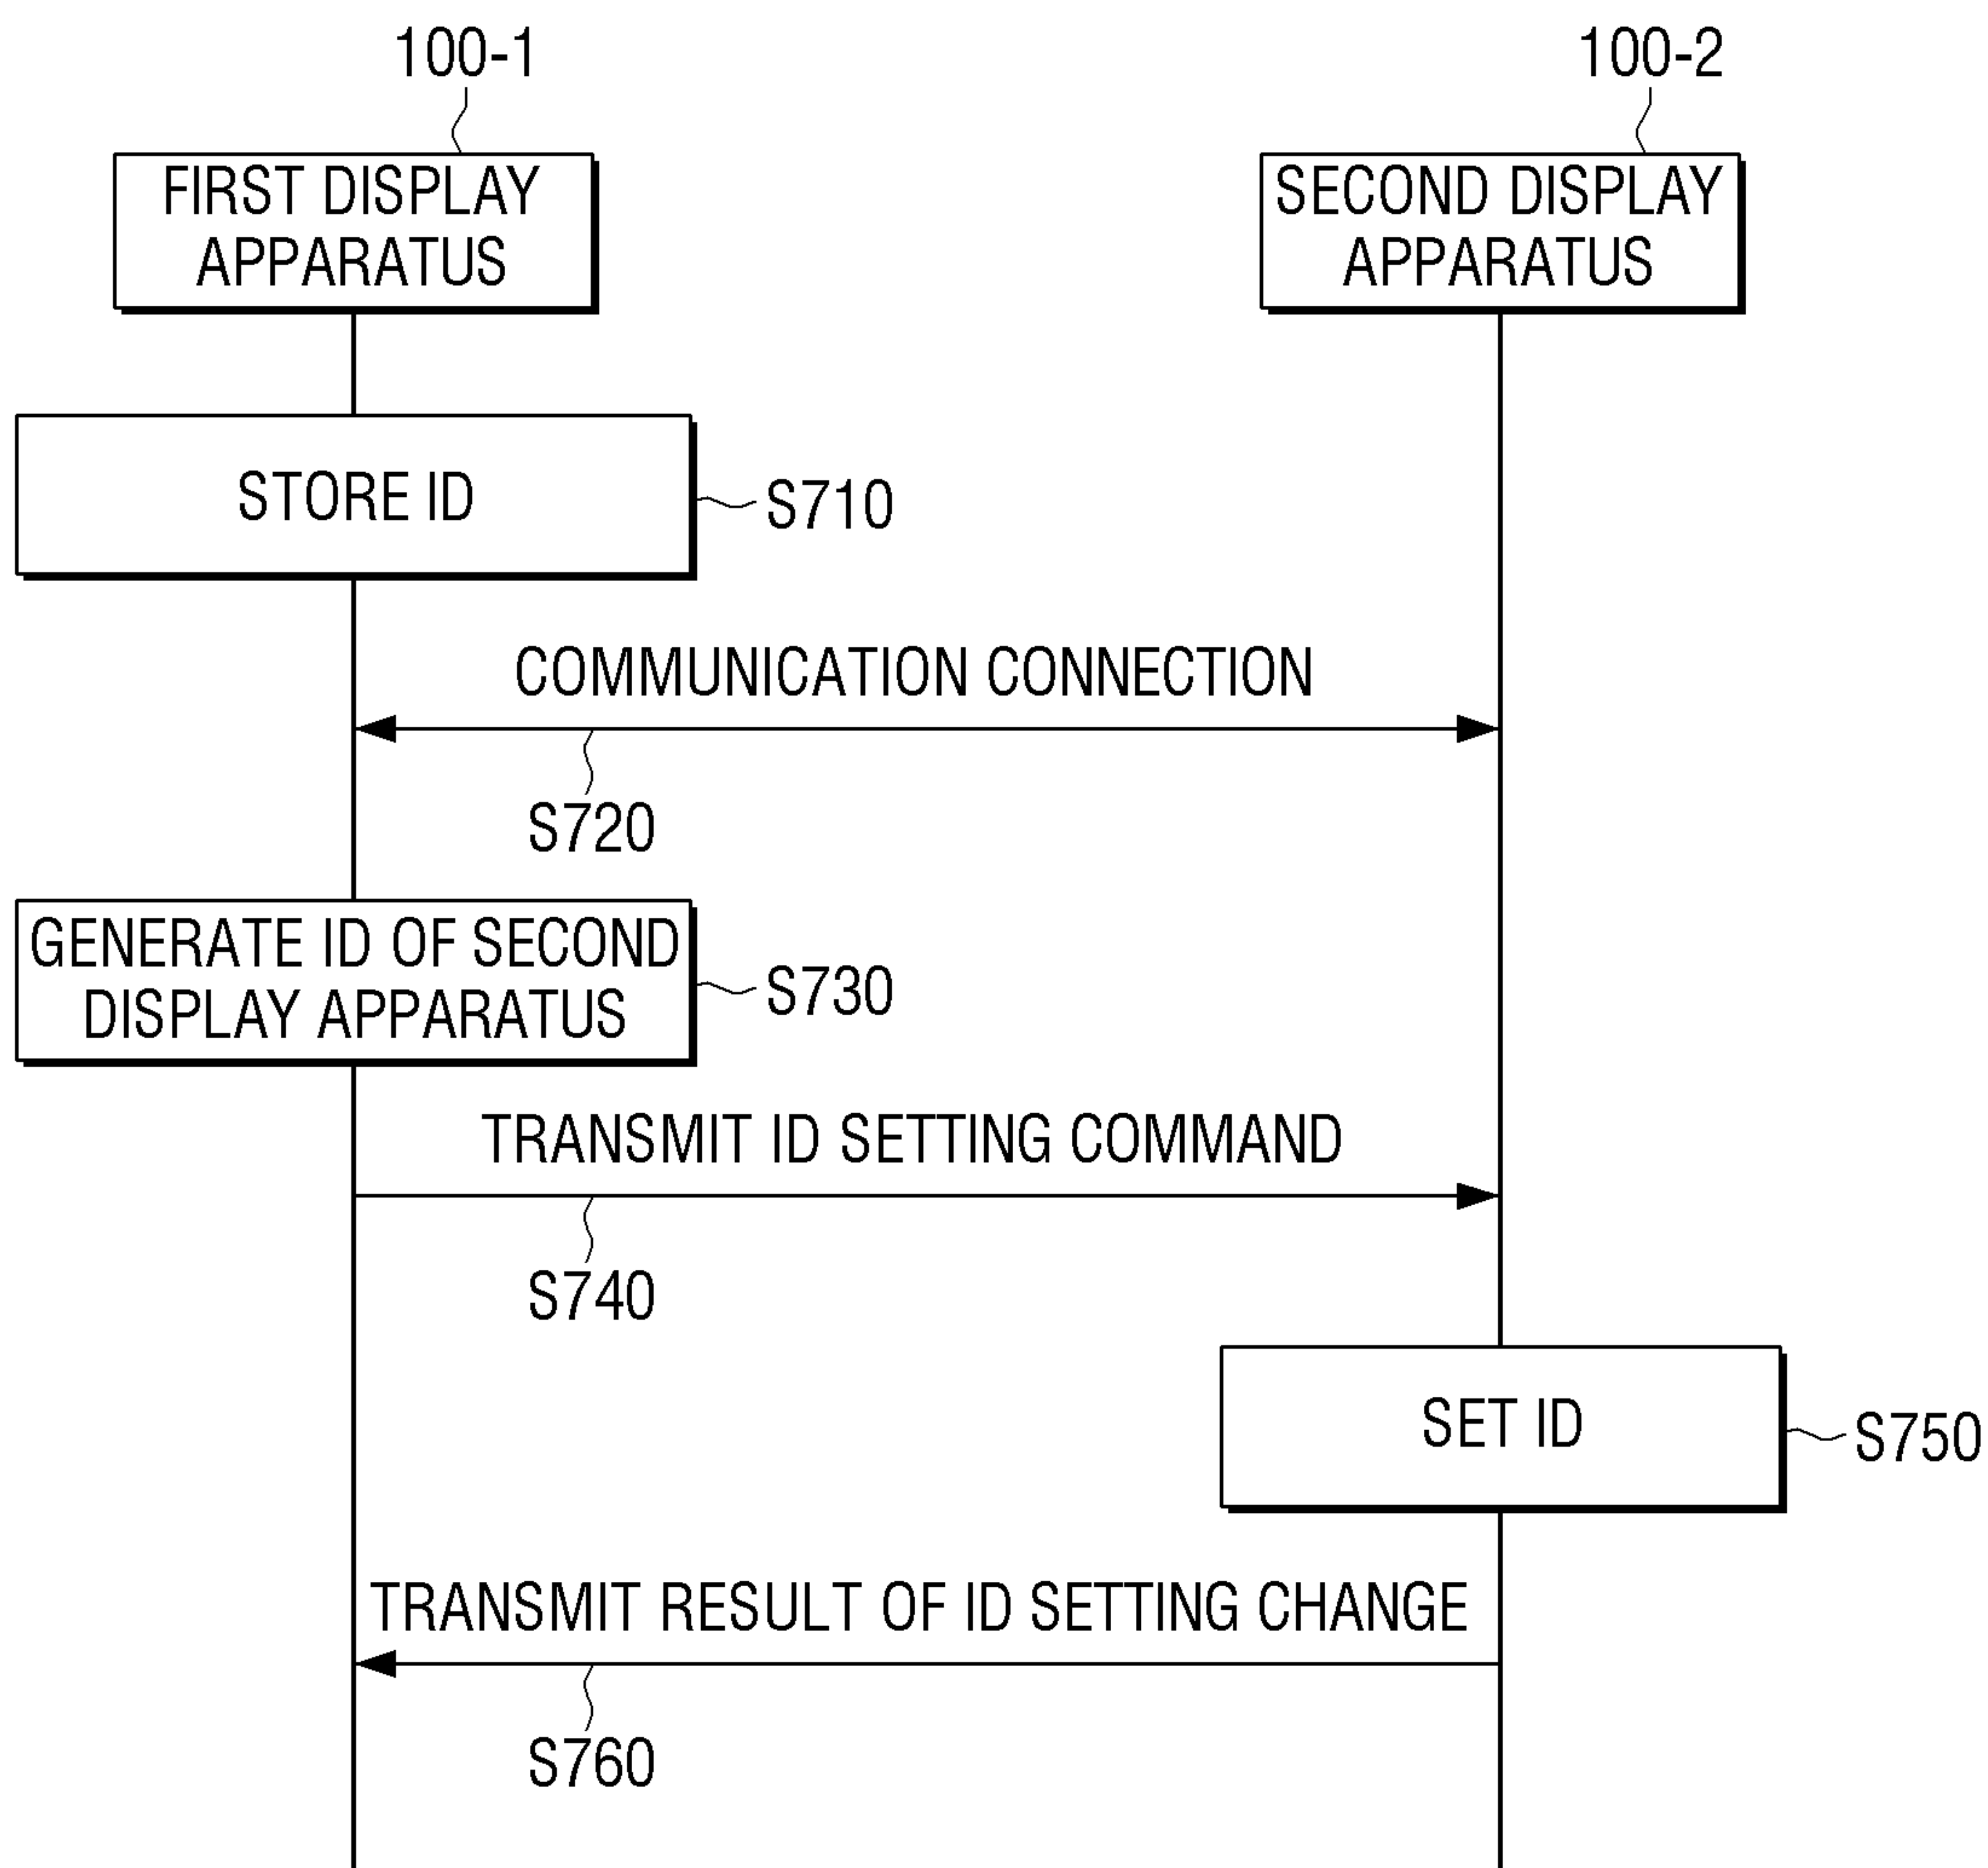 100-1
100-2
FIRST DISPLAY
APPARATUS
SECOND DISPLAY
APPARATUS
STORE ID
S710
COMMUNICATION CONNECTION
S720
GENERATE ID OF SECOND
DISPLAY APPARATUS
S730
TRANSMIT ID SETTING COMMAND
S740
SET ID
S750
TRANSMIT RESULT OF ID SETTING CHANGE
S760